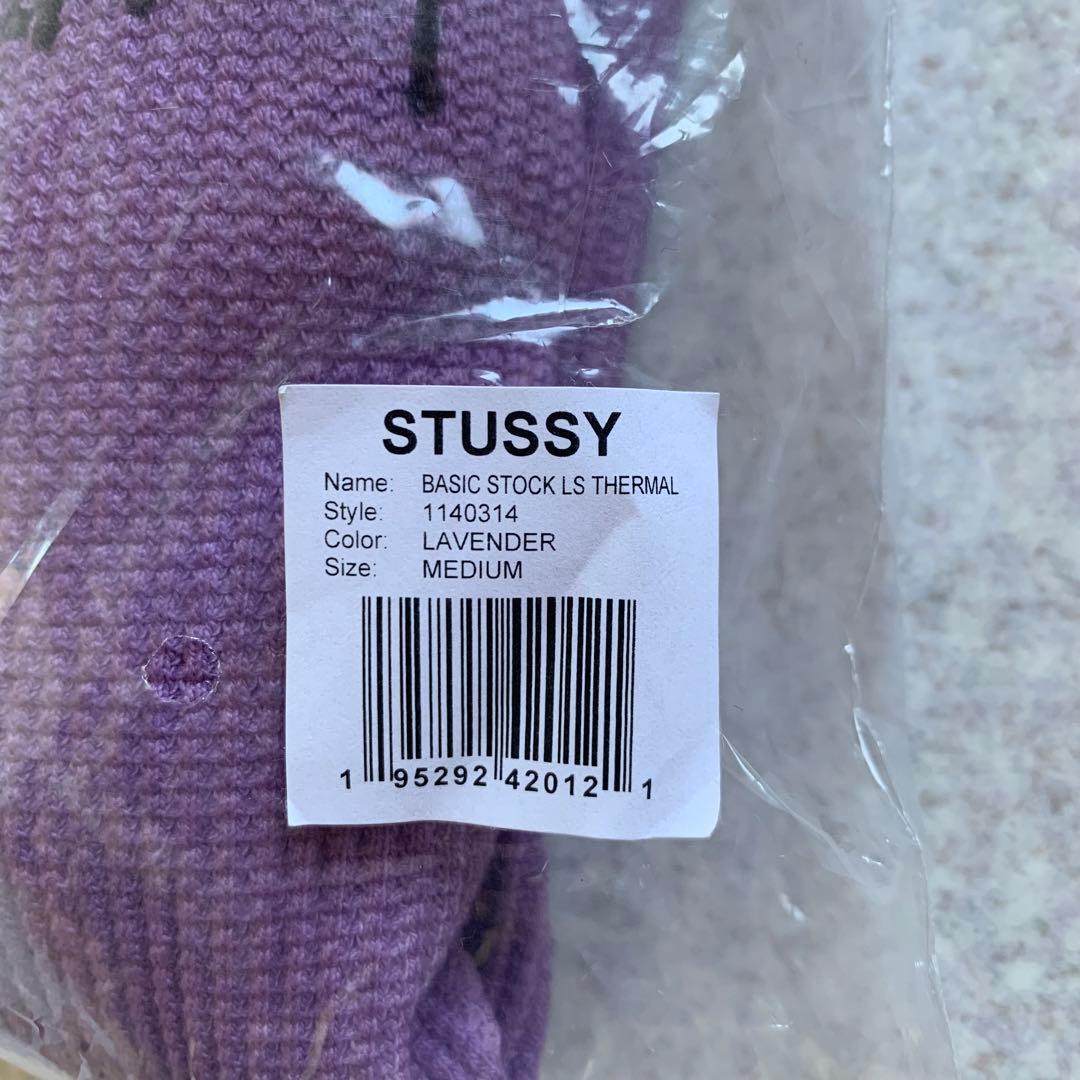 STUSSY
Name: BASIC STOCK LS THERMAL
Style: 1140314
Color: LAVENDER
Size: MEDIUM
1 95292 42012 1